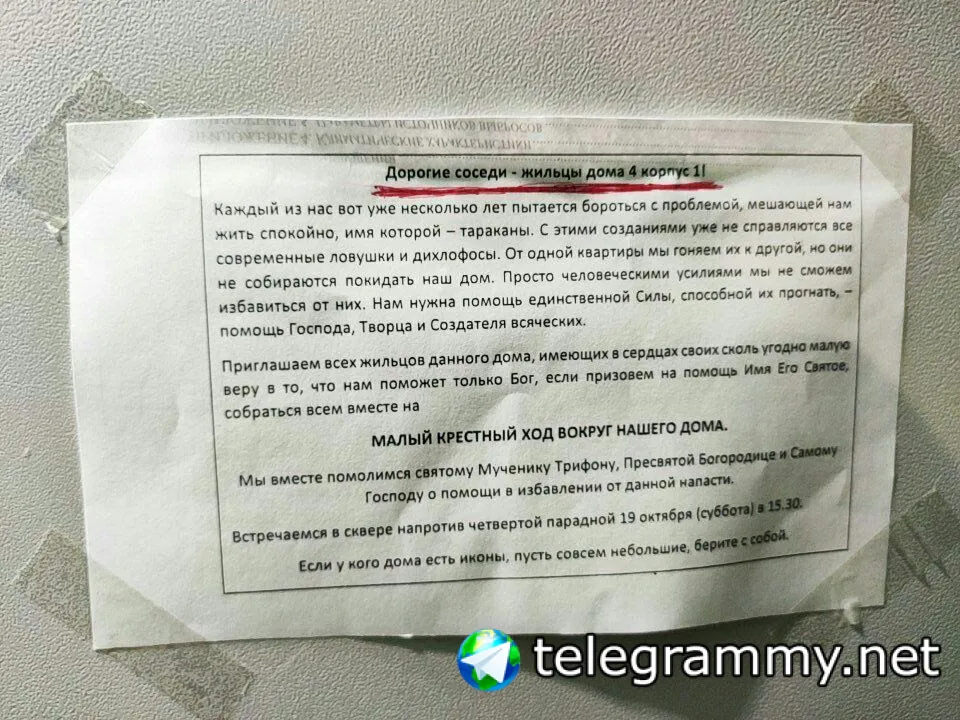 Дорогие соседи - жильцы дома 4 корпус 1!
Каждый из нас вот уже несколько лет пытается бороться с проблемой, мешающей нам
жить спокойно, имя которой – тараканы. С этими созданиями уже не справляются все
современные ловушки и дихлофосы. От одной квартиры мы гоняем их к другой, но они
не собираются покидать наш дом. Просто человеческими усилиями мы не сможем
избавиться от них. Нам нужна помощь единственной Силы, способной их прогнать, –
помощь Господа, Творца и Создателя всяческих.
Приглашаем всех жильцов данного дома, имеющих в сердцах своих сколь угодно малую
веру в то, что нам поможет только Бог, если призовем на помощь Имя Его Святое,
собраться всем вместе на
МАЛЫЙ КРЕСТНЫЙ ХОД ВОКРУГ НАШЕГО ДОМА.
Мы вместе помолимся святому Мученику Трифону, Пресвятой Богородице и Самому
Господу о помощи в избавлении от данной напасти.
Встречаемся в сквере напротив четвертой парадной 19 октября (суббота) в 15.30.
Если у кого дома есть иконы, пусть совсем небольшие, берите с собой.
telegrammy.net